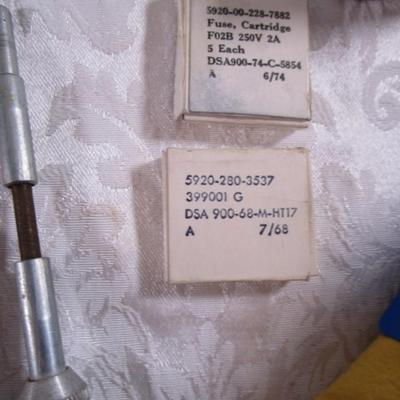 5920-00-228-7882
Fuse, Cartridge
F02B 250V 2A
5 Each
DSA900-74-C-5854
A 6/74
5920-280-3537
399001 G
DSA 900-68-M-HT17
A 7/68